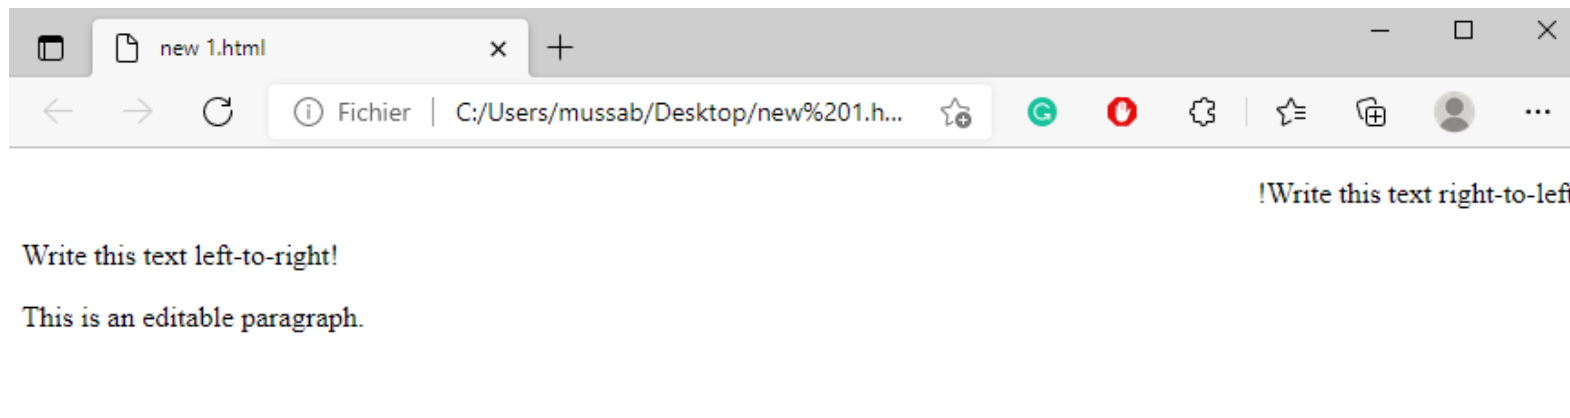 new 1.html
Fichier | C:/Users/mussab/Desktop/new%201.h...
!Write this text right-to-left
Write this text left-to-right!
This is an editable paragraph.